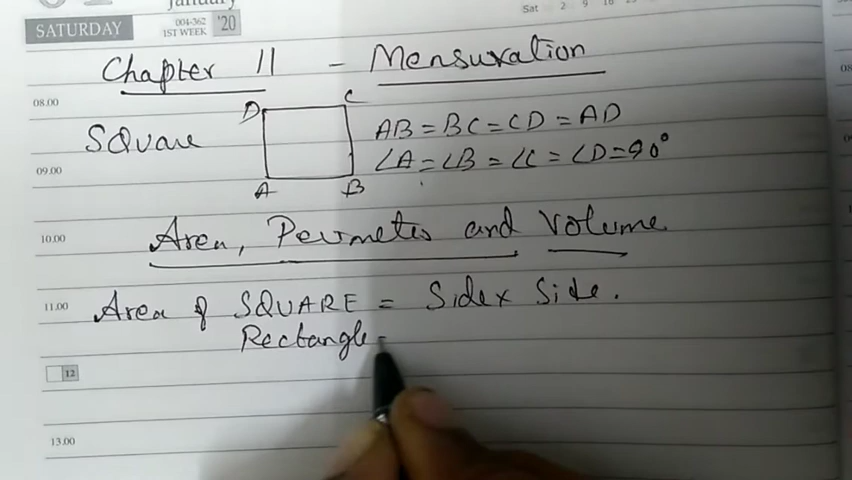 January
Sat 2 9 16
SATURDAY 004-362 1ST WEEK '20
Chapter 11 - Mensuration
08.00
D C
SQuare
AB = BC = CD = AD
∠A = ∠B = ∠C = ∠D = 90°
09.00
A B
10.00
Area, Permeter and Volume
11.00
Area of SQUARE = Side x Side.
Rectangle =
12
13.00